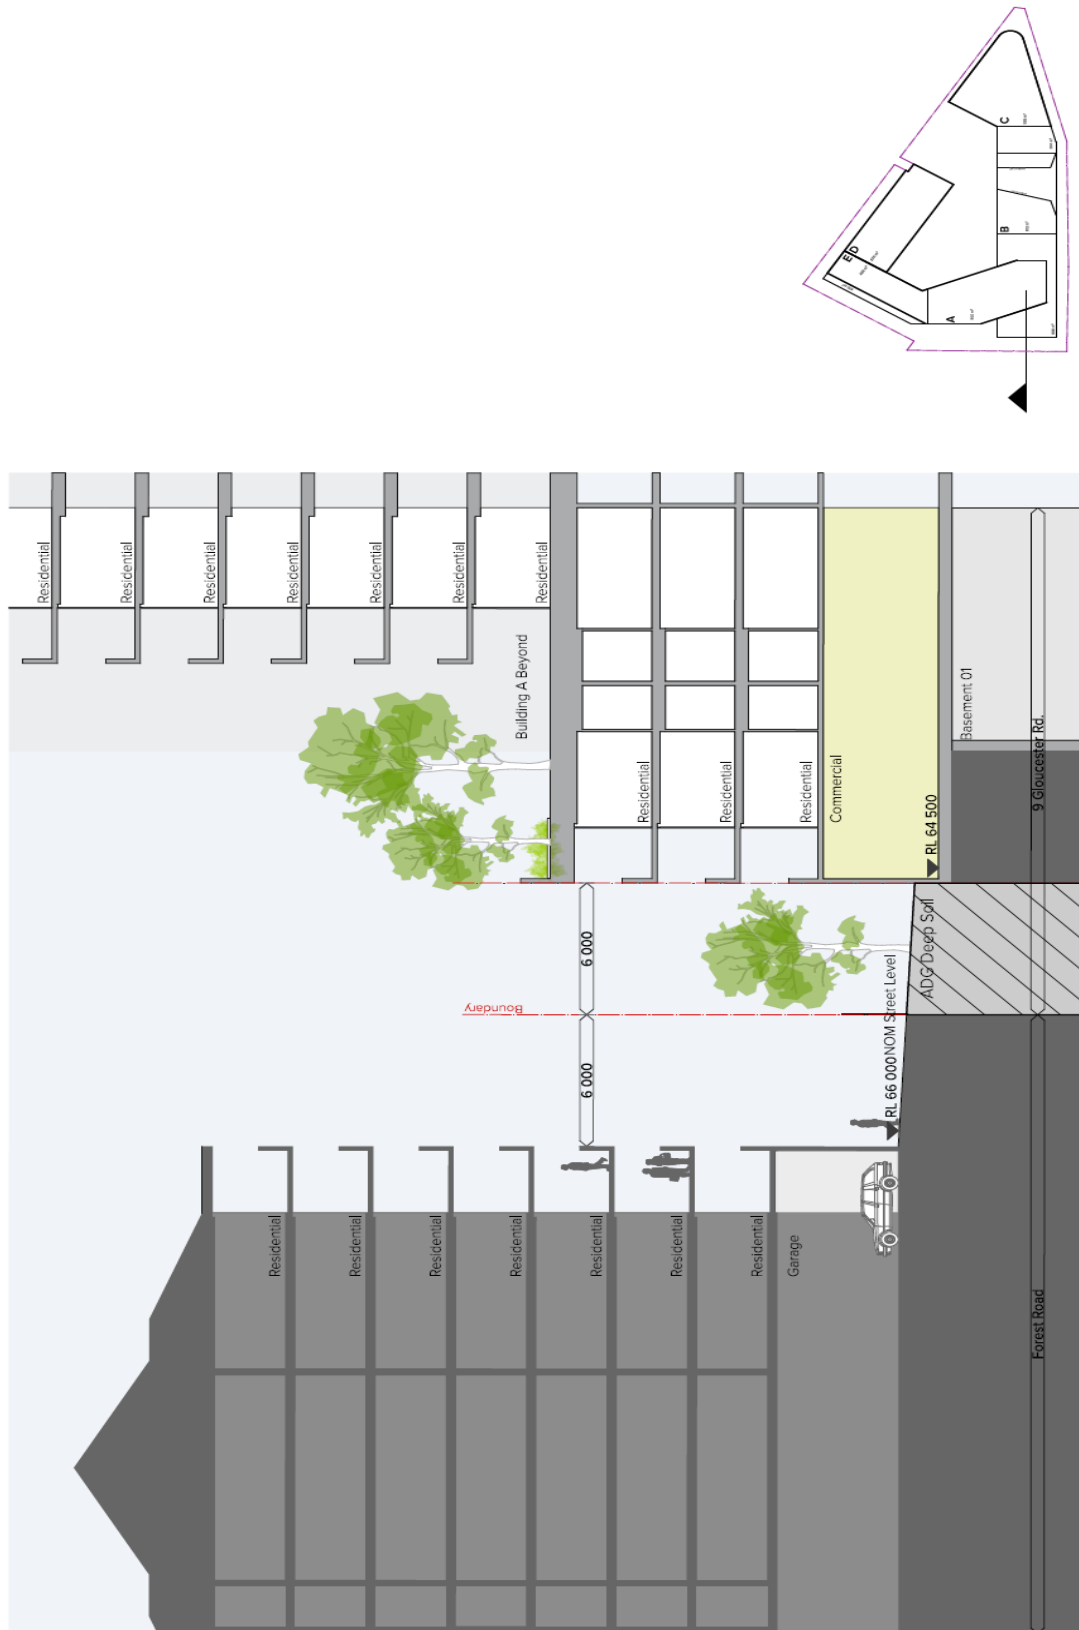 C
B
E
D
A
Residential
Residential
Residential
Residential
Residential
Residential
Residential
Building A Beyond
Residential
Residential
Residential
Commercial
Basement 01
9 Gloucester Rd.
RL 64 500
6 000
ADG Deep Soil
Boundary
6 000
RL 66 000NOM Street Level
Residential
Residential
Residential
Residential
Residential
Residential
Residential
Garage
Forest Road